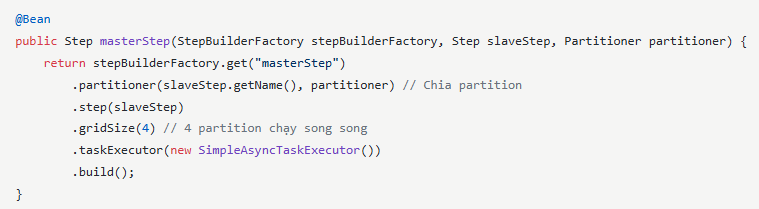 @Bean
public Step masterStep(StepBuilderFactory stepBuilderFactory, Step slaveStep, Partitioner partitioner) {
    return stepBuilderFactory.get("masterStep")
        .partitioner(slaveStep.getName(), partitioner) // Chia partition
        .step(slaveStep)
        .gridSize(4) // 4 partition chạy song song
        .taskExecutor(new SimpleAsyncTaskExecutor())
        .build();
}